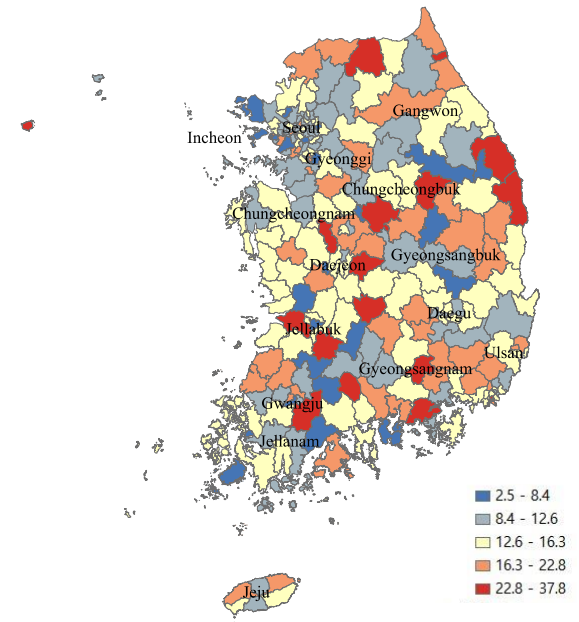 Gangwon
Seoul
Incheon
Gyeonggi
Chungcheongbuk
Chungcheongnam
Gyeongsangbuk
Daejeon
Daegu
Jellabuk
Ulsan
Gyeongsangnam
Gwangju
Jellanam
Jeju
2.5 - 8.4
8.4 - 12.6
12.6 - 16.3
16.3 - 22.8
22.8 - 37.8